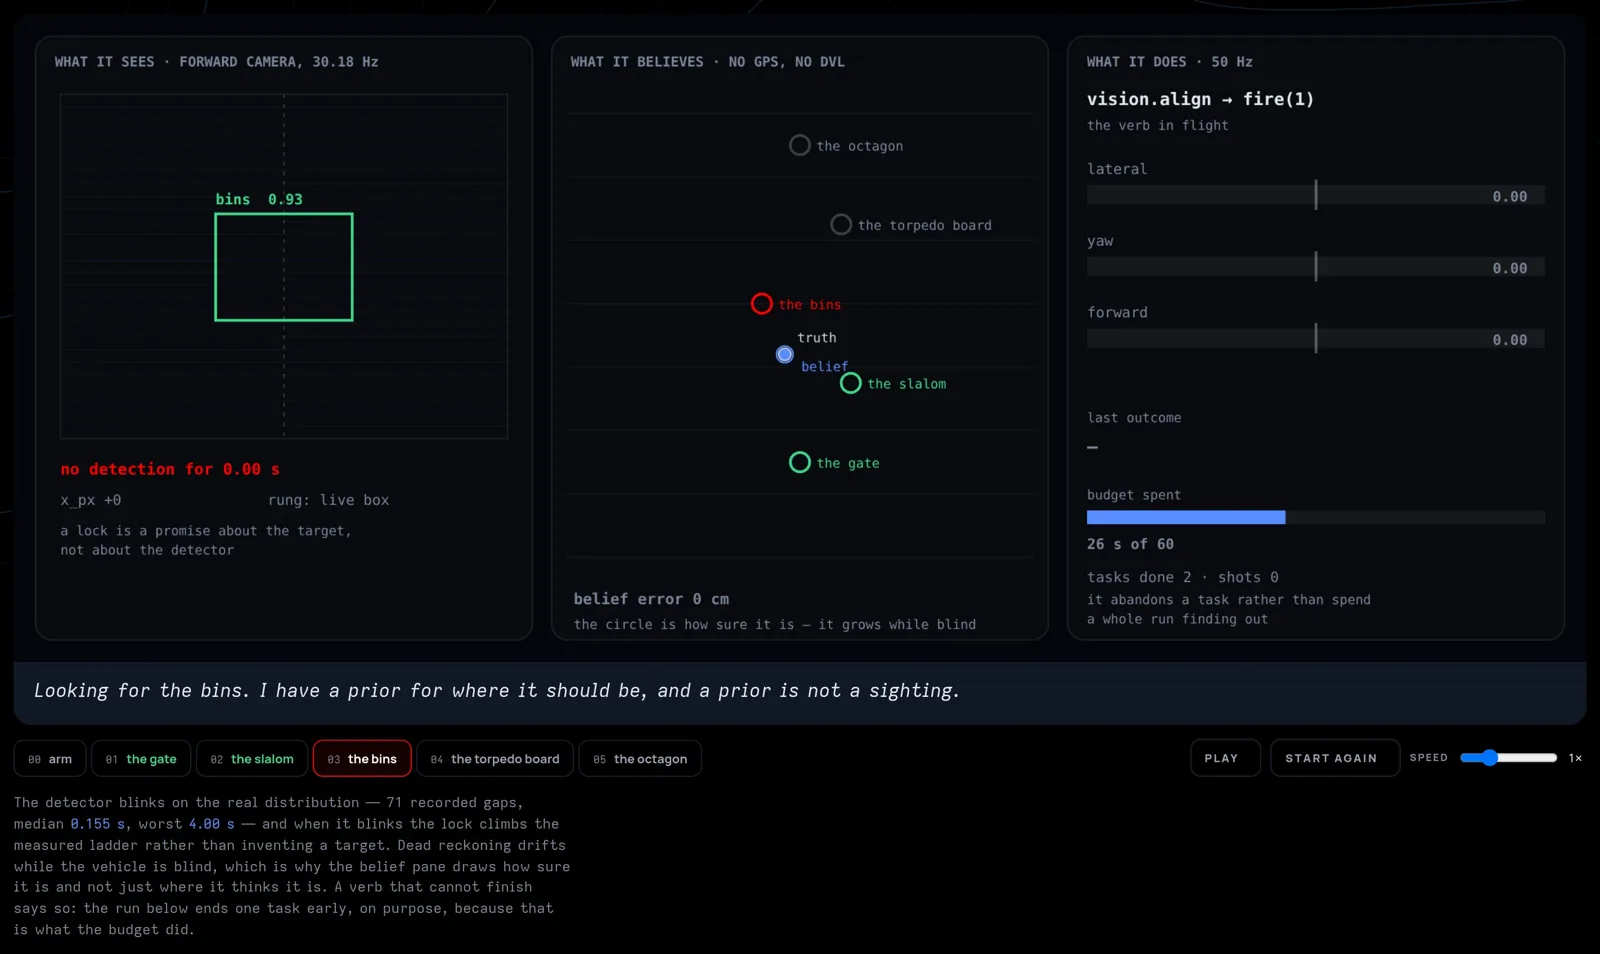 WHAT IT SEES · FORWARD CAMERA, 30.18 Hz
bins 0.93
no detection for 0.00 s
x_px +0
rung: live box
a lock is a promise about the target,
not about the detector
WHAT IT BELIEVES · NO GPS, NO DVL
the octagon
the torpedo board
the bins
truth
belief
the slalom
the gate
belief error 0 cm
the circle is how sure it is — it grows while blind
WHAT IT DOES · 50 Hz
vision.align → fire(1)
the verb in flight
lateral
0.00
yaw
0.00
forward
0.00
last outcome
—
budget spent
26 s of 60
tasks done 2 · shots 0
it abandons a task rather than spend
a whole run finding out
Looking for the bins. I have a prior for where it should be, and a prior is not a sighting.
00 arm
01 the gate
02 the slalom
03 the bins
04 the torpedo board
05 the octagon
PLAY
START AGAIN
SPEED
1×
The detector blinks on the real distribution — 71 recorded gaps,
median 0.155 s, worst 4.00 s — and when it blinks the lock climbs the
measured ladder rather than inventing a target. Dead reckoning drifts
while the vehicle is blind, which is why the belief pane draws how sure
it is and not just where it thinks it is. A verb that cannot finish
says so: the run below ends one task early, on purpose, because that
is what the budget did.